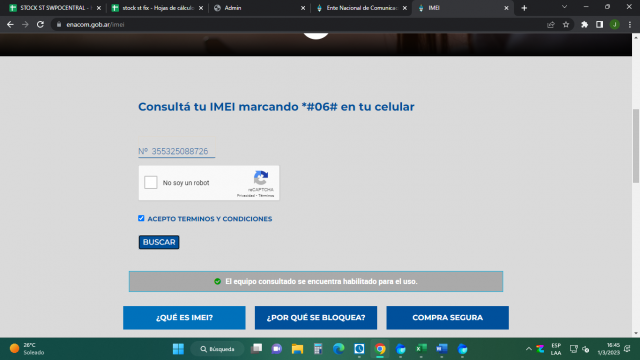 STOCK ST SWPOCENTRAL -
stock st fix - Hojas de cálculo
Admin
Ente Nacional de Comunicac
IMEI
enacom.gob.ar/imei
J
Consultá tu IMEI marcando *#06# en tu celular
Nº 355325088726
No soy un robot
reCAPTCHA
Privacidad - Términos
ACEPTO TERMINOS Y CONDICIONES
BUSCAR
El equipo consultado se encuentra habilitado para el uso.
¿QUÉ ES IMEI?
¿POR QUÉ SE BLOQUEA?
COMPRA SEGURA
26°C
Soleado
Búsqueda
ESP
LAA
16:45
1/3/2023